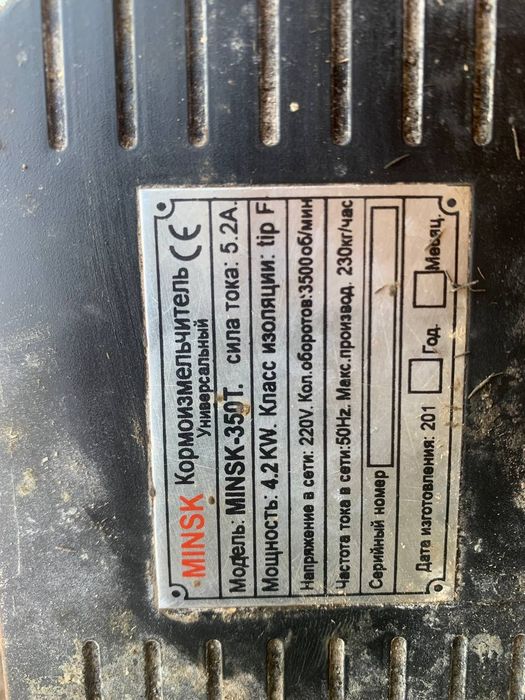 MINSK Кормоизмельчитель CE
Универсальный
Модель: MINSK-350T. сила тока: 5.2А.
Мощность: 4.2KW. Класс изоляции: tip F.
Напряжение в сети: 220V. Кол.оборотов:3500об/мин
Частота тока в сети:50Hz. Макс.производ. 230кг/час
Серийный номер
Дата изготовления: 201 Год. Месяц.